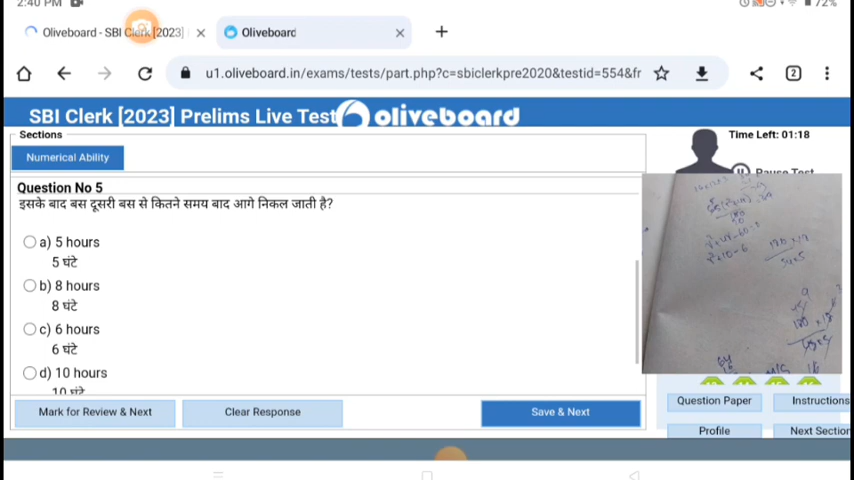 2:40 PM
72%
Oliveboard - SBI Clerk [2023]
Oliveboard
u1.oliveboard.in/exams/tests/part.php?c=sbiclerkpre2020&testid=554&fr
2
SBI Clerk [2023] Prelims Live Test
oliveboard
Sections
Time Left: 01:18
Numerical Ability
Pause Test
Question No 5
इसके बाद बस दूसरी बस से कितने समय बाद आगे निकल जाती है?
a) 5 hours
5 घंटे
b) 8 hours
8 घंटे
c) 6 hours
6 घंटे
d) 10 hours
10 घंटे
Mark for Review & Next
Clear Response
Save & Next
Question Paper
Instructions
Profile
Next Section